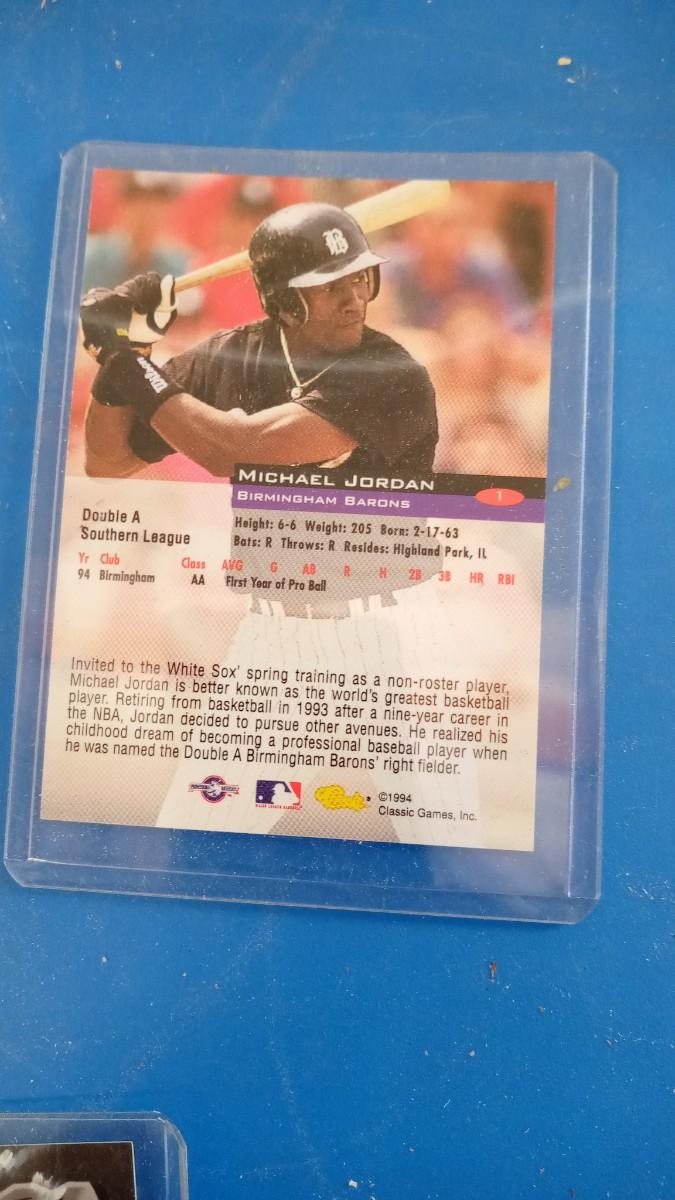 B
Wilson
MICHAEL JORDAN
BIRMINGHAM BARONS
1
Double A
Southern League
Height: 6-6 Weight: 205 Born: 2-17-63
Bats: R Throws: R Resides: Highland Park, IL
Yr Club Class AVG G AB R H 2B 3B HR RBI
94 Birmingham AA First Year of Pro Ball
Invited to the White Sox' spring training as a non-roster player,
Michael Jordan is better known as the world's greatest basketball
player. Retiring from basketball in 1993 after a nine-year career in
the NBA, Jordan decided to pursue other avenues. He realized his
childhood dream of becoming a professional baseball player when
he was named the Double A Birmingham Barons' right fielder.
MAJOR LEAGUE BASEBALL
Classic
©1994
Classic Games, Inc.